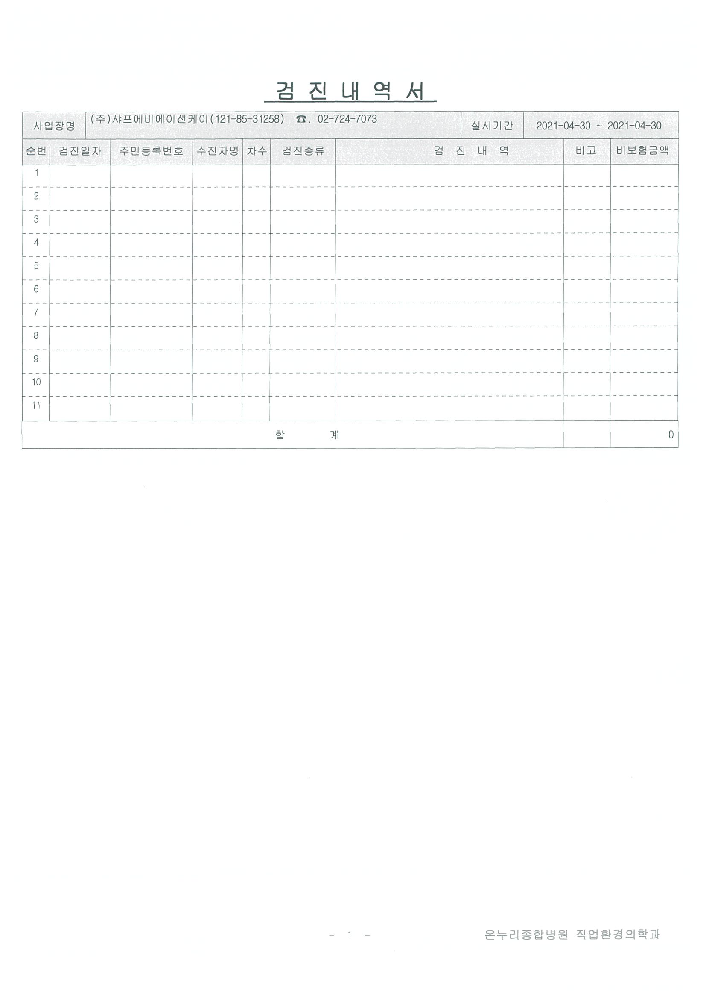 검 진 내 역 서
사업장명 (주)샤프에비에이션케이(121-85-31258) ☎. 02-724-7073 실시기간 2021-04-30 ~ 2021-04-30
순번 검진일자 주민등록번호 수진자명 차수 검진종류 검 진 내 역 비고 비보험금액
1
2
3
4
5
6
7
8
9
10
11
합 계 0
- 1 - 온누리종합병원 직업환경의학과